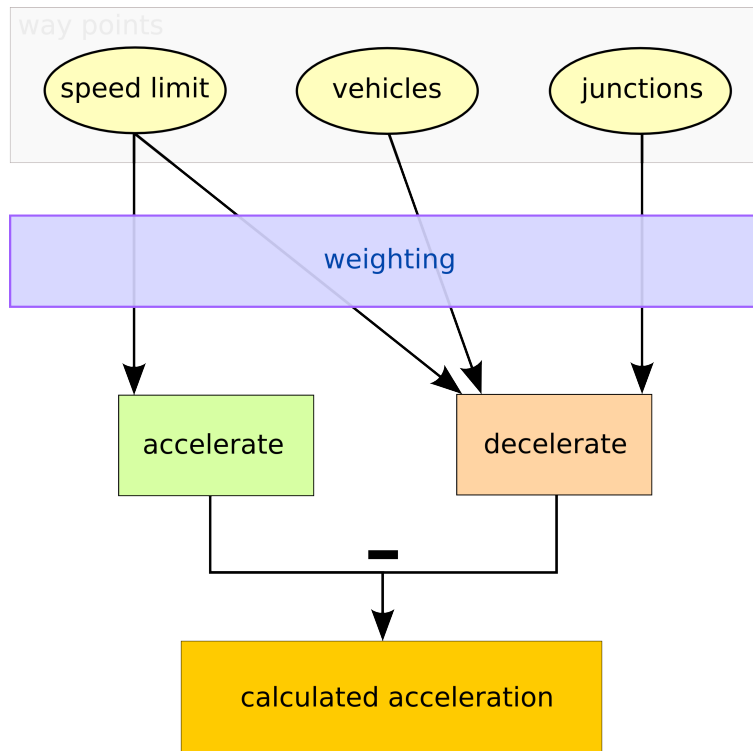 way points
speed limit
vehicles
junctions
weighting
accelerate
decelerate
calculated acceleration